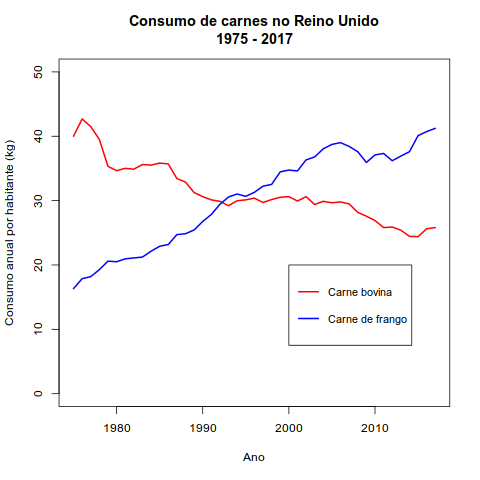 Consumo de carnes no Reino Unido
1975 - 2017
Consumo anual por habitante (kg)
50
40
30
20
10
0
Carne bovina
Carne de frango
1980
1990
2000
2010
Ano